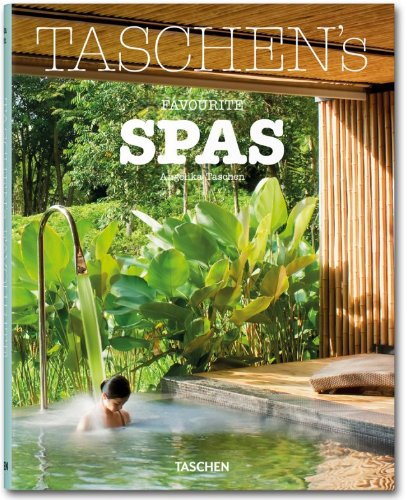 TASCHEN's
FAVOURITE
SPAS
Angelika Taschen
TASCHEN